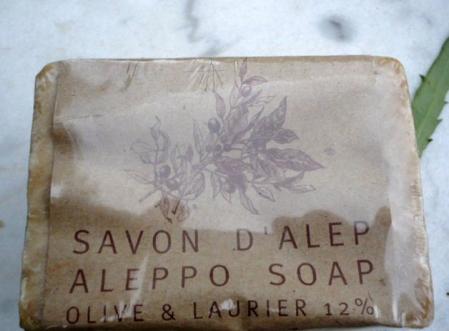 SAVON D'ALEP
ALEPPO SOAP
OLIVE & LAURIER 12%